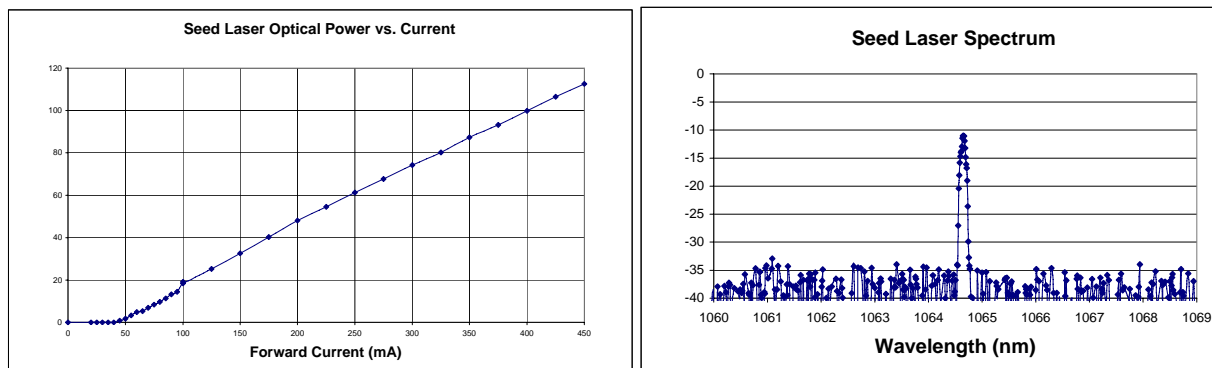 Seed Laser Optical Power vs. Current
120
100
80
60
40
20
0
0 50 100 150 200 250 300 350 400 450
Forward Current (mA)
Seed Laser Spectrum
0
-5
-10
-15
-20
-25
-30
-35
-40
1060 1061 1062 1063 1064 1065 1066 1067 1068 1069
Wavelength (nm)